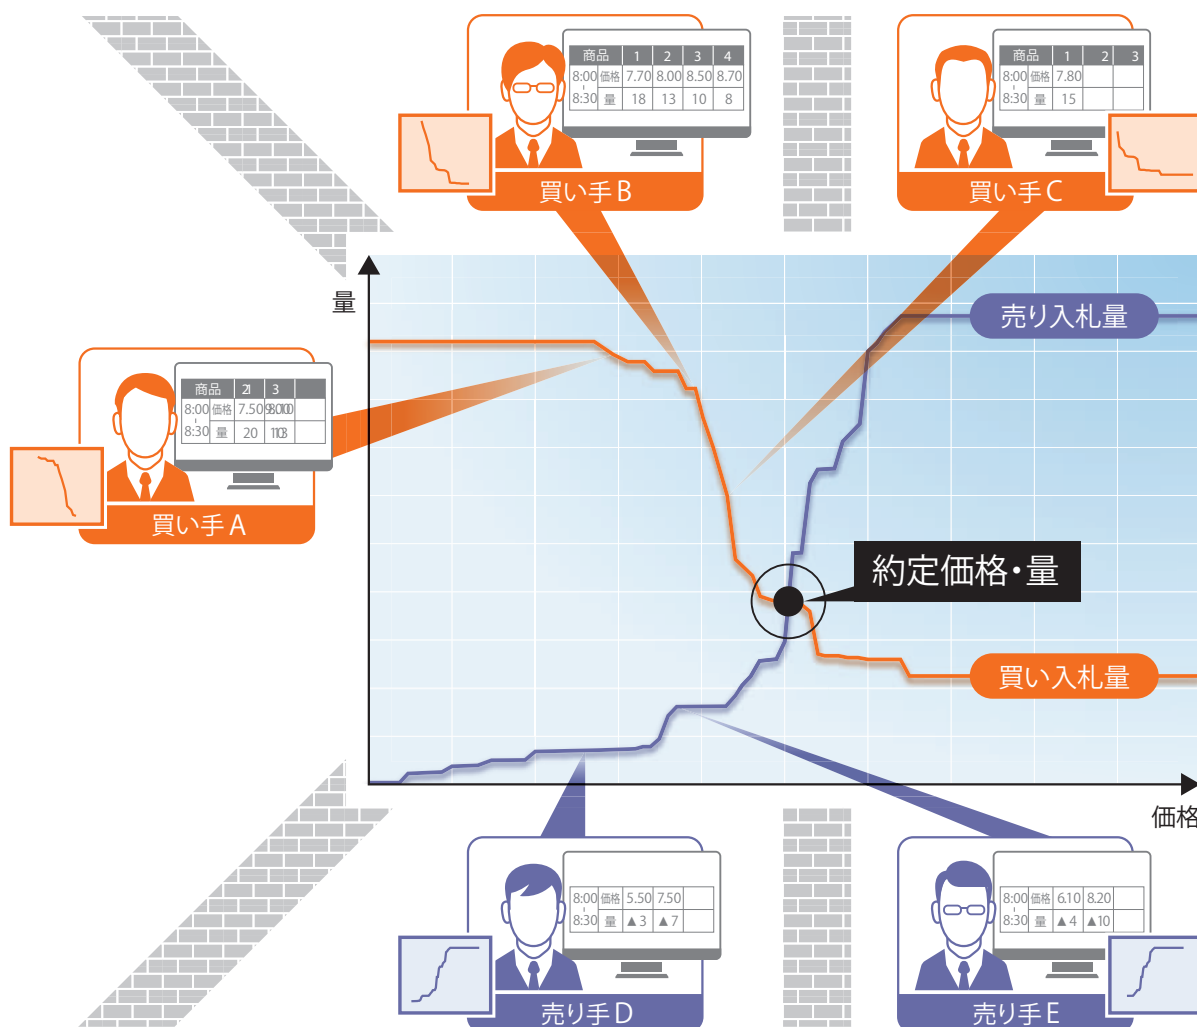 商品 1 2 3 4
8:00 価格 7.70 8.00 8.50 8.70
8:30 量 18 13 10 8
買い手B
商品 1 2 3
8:00 価格 7.80
8:30 量 15
買い手C
量
売り入札量
商品 3
8:00 価格 7.50
8:30 量 20
買い手A
約定価格・量
買い入札量
価格
8:00 価格 5.50 7.50
8:30 量 ▲3 ▲7
売り手D
8:00 価格 6.10 8.20
8:30 量 ▲4 ▲10
売り手E